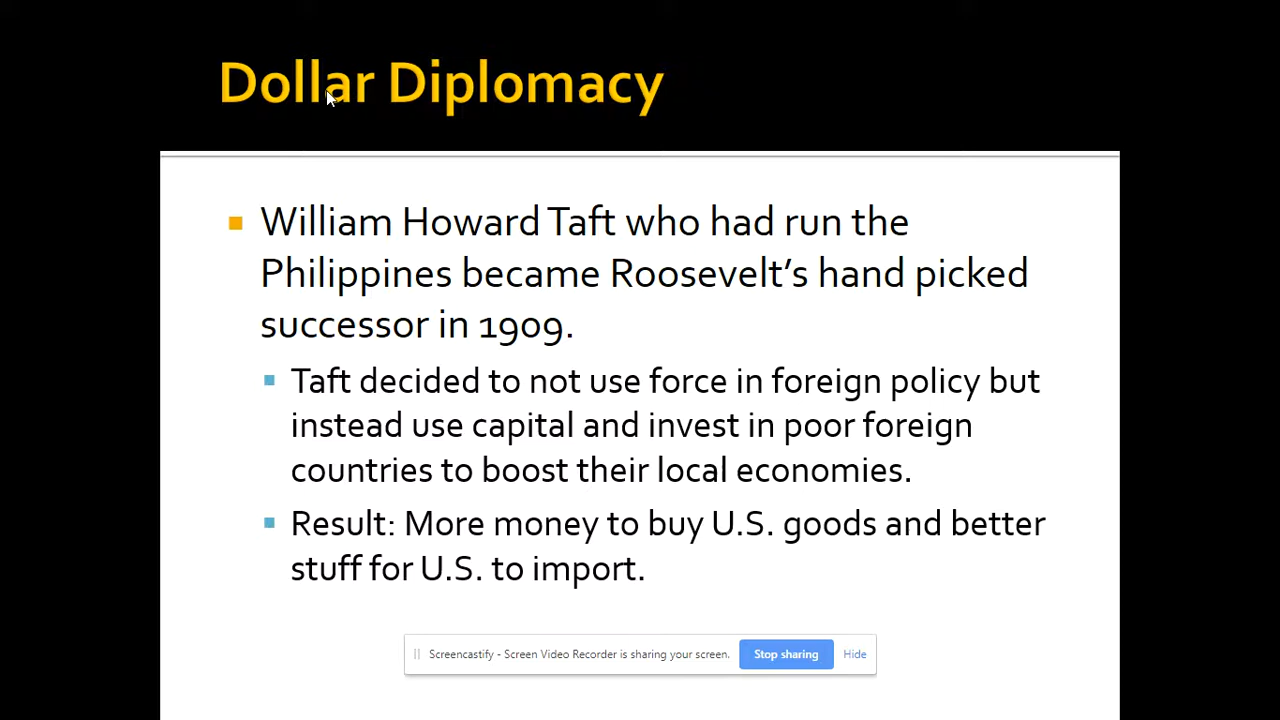 Dollar Diplomacy
William Howard Taft who had run the
Philippines became Roosevelt’s hand picked
successor in 1909.
Taft decided to not use force in foreign policy but
instead use capital and invest in poor foreign
countries to boost their local economies.
Result: More money to buy U.S. goods and better
stuff for U.S. to import.
Screencastify - Screen Video Recorder is sharing your screen. Stop sharing Hide